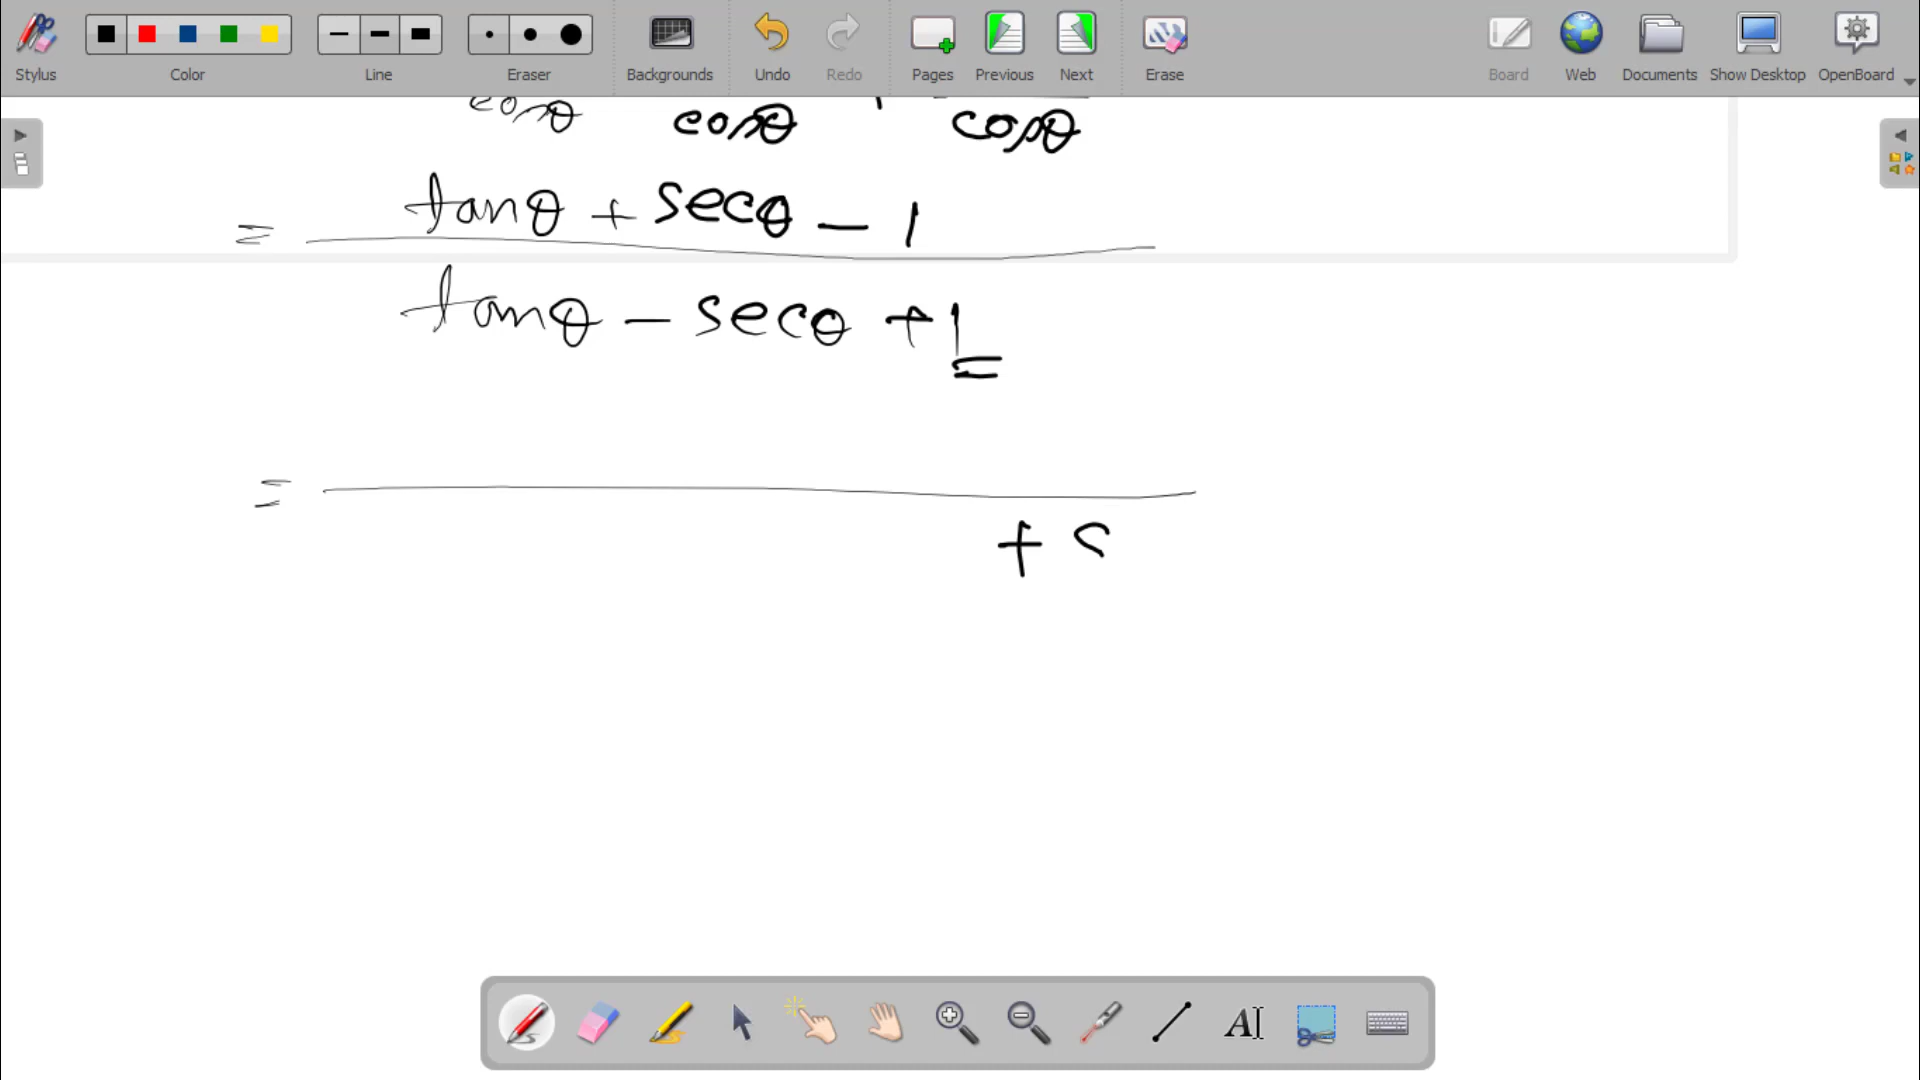 Stylus Color Line Eraser Backgrounds Undo Redo Pages Previous Next Erase Board Web Documents Show Desktop OpenBoard
cosθ cosθ + cosθ
= tanθ + secθ - 1
tanθ - secθ + 1
=
+ s